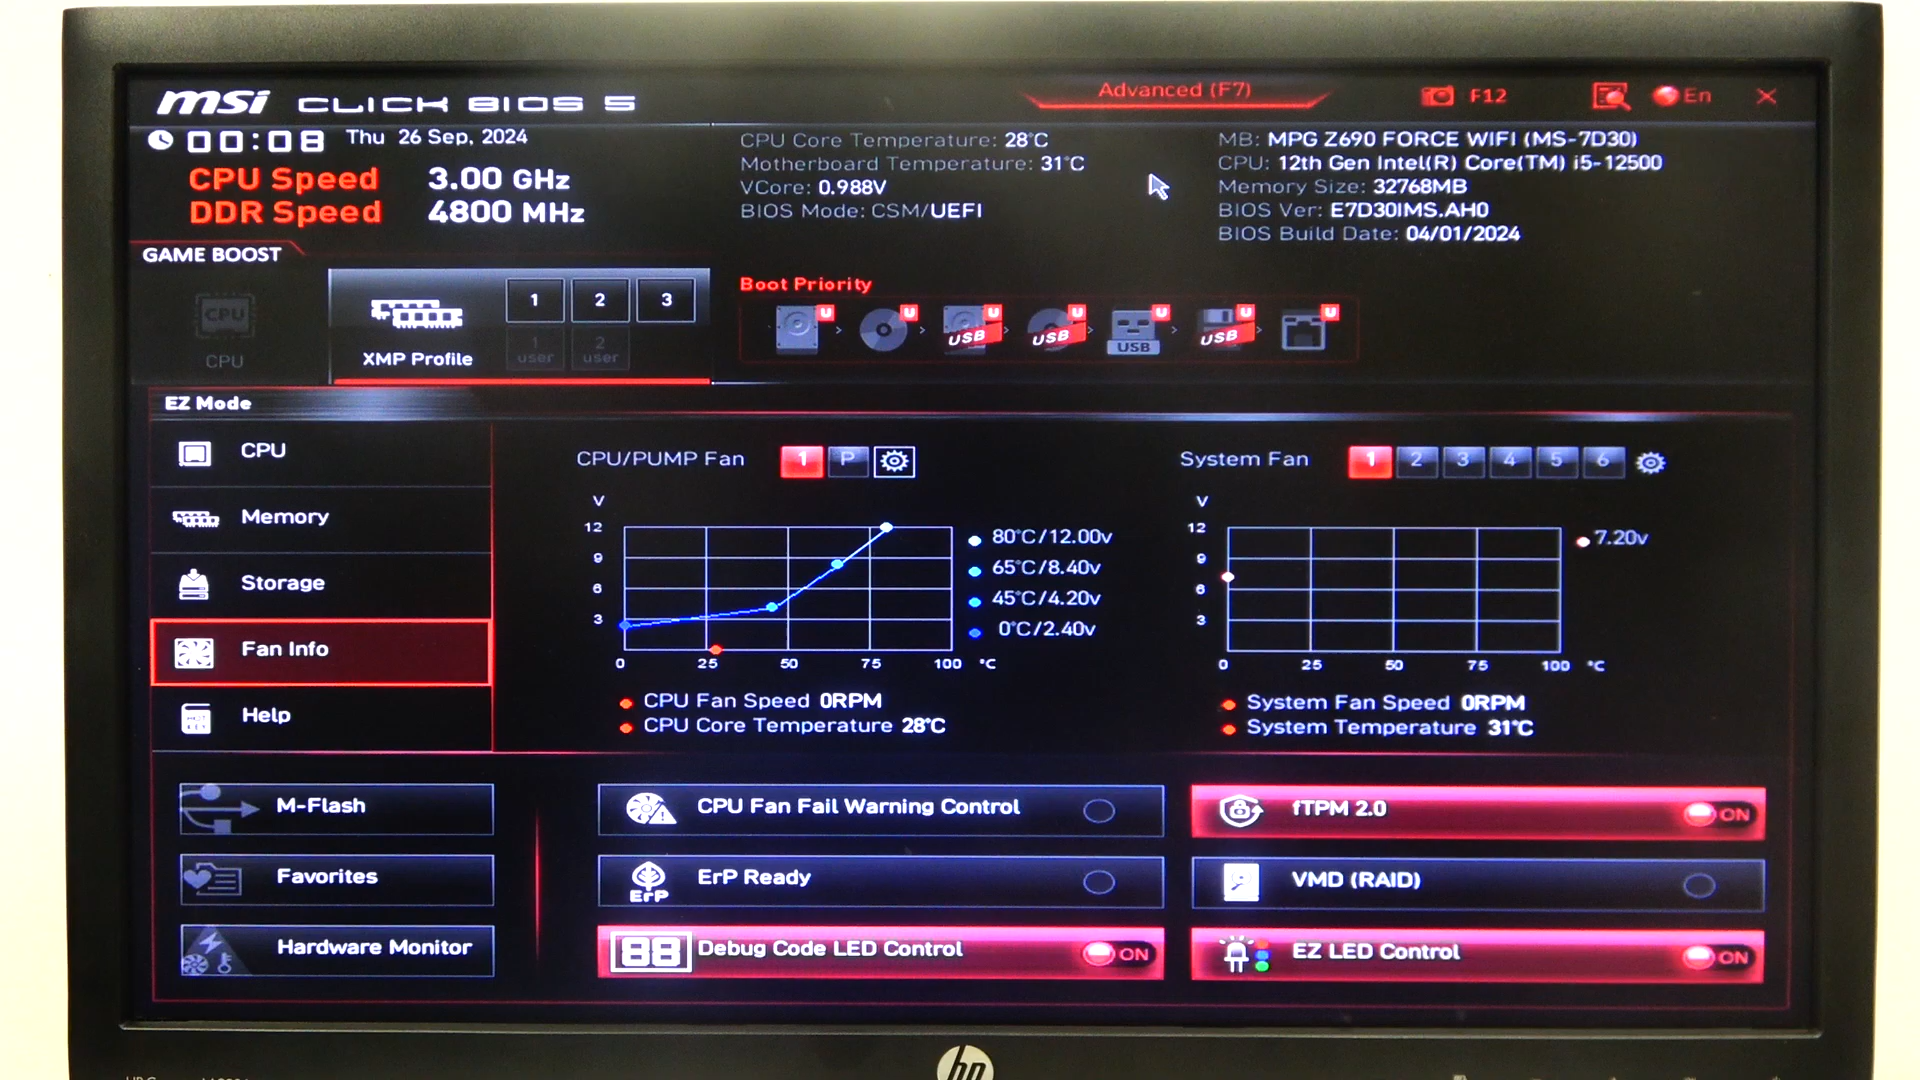 msi CLICK BIOS 5
Advanced (F7)
F12
En
00:08 Thu 26 Sep, 2024
CPU Speed 3.00 GHz
DDR Speed 4800 MHz
CPU Core Temperature: 28°C
Motherboard Temperature: 31°C
VCore: 0.988V
BIOS Mode: CSM/UEFI
MB: MPG Z690 FORCE WIFI (MS-7D30)
CPU: 12th Gen Intel(R) Core(TM) i5-12500
Memory Size: 32768MB
BIOS Ver: E7D30IMS.AH0
BIOS Build Date: 04/01/2024
GAME BOOST
CPU
CPU
XMP Profile
1 2 3
1 user 2 user
Boot Priority
U U U U U U U
USB USB USB USB
EZ Mode
CPU
Memory
Storage
Fan Info
Help
HOT KEY
CPU/PUMP Fan 1 P
V
12
9
6
3
0 25 50 75 100 °C
80°C/12.00v
65°C/8.40v
45°C/4.20v
0°C/2.40v
CPU Fan Speed 0RPM
CPU Core Temperature 28°C
System Fan 1 2 3 4 5 6
V
12
9
6
3
0 25 50 75 100 °C
7.20v
System Fan Speed 0RPM
System Temperature 31°C
M-Flash
Favorites
Hardware Monitor
CPU Fan Fail Warning Control
ErP
ErP Ready
88 Debug Code LED Control ON
fTPM 2.0 ON
VMD (RAID)
EZ LED Control ON
hp